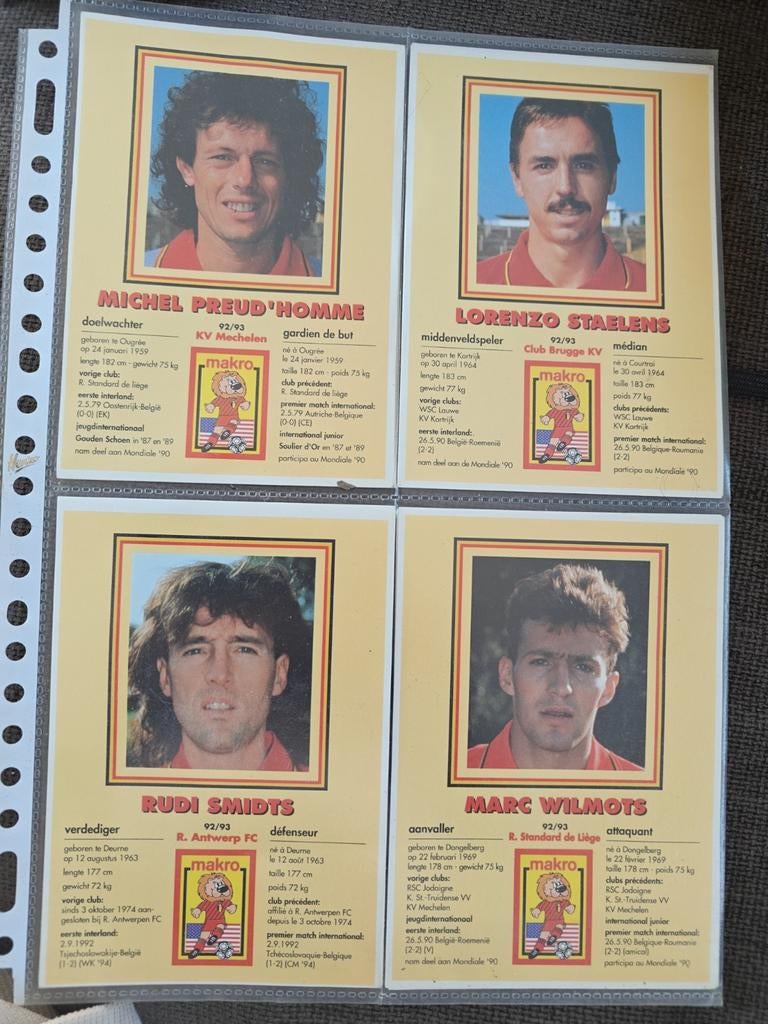 MICHEL PREUD'HOMME
doelwachter
geboren te Ougrée
op 24 januari 1959
lengte 182 cm - gewicht 75 kg
vorige club:
R. Standard de liège
eerste interland:
2.5.79 Oostenrijk-België
(0-0) (EK)
jeugdinternationaal
Gouden Schoen in '87 en '89
nam deel aan Mondiale '90
92/93
KV Mechelen
makro
gardien de but
né à Ougrée
le 24 janvier 1959
taille 182 cm - poids 75 kg
club précédent:
R. Standard de liège
premier match international:
2.5.79 Autriche-Belgique
(0-0) (CE)
international junior
Soulier d'Or en '87 et '89
participa au Mondiale '90
LORENZO STAELENS
middenveldspeler
geboren te Kortrijk
op 30 april 1964
lengte 183 cm
gewicht 77 kg
vorige clubs:
WSC Lauwe
KV Kortrijk
eerste interland:
26.5.90 België-Roemenië
(2-2)
nam deel aan de Mondiale '90
92/93
Club Brugge KV
makro
médian
né à Courtrai
le 30 avril 1964
taille 183 cm
poids 77 kg
clubs précédents:
WSC Lauwe
KV Kortrijk
premier match international:
26.5.90 Belgique-Roumanie
(2-2)
participa au Mondiale '90
RUDI SMIDTS
verdediger
geboren te Deurne
op 12 augustus 1963
lengte 177 cm
gewicht 72 kg
vorige club:
sinds 3 oktober 1974 aan-
gesloten bij R. Antwerpen FC
eerste interland:
2.9.1992
Tsjechoslowakije-België
(1-2) (WK '94)
92/93
R. Antwerp FC
makro
défenseur
né à Deurne
le 12 août 1963
taille 177 cm
poids 72 kg
club précédent:
affilié à R. Antwerpen FC
depuis le 3 octobre 1974
premier match international:
2.9.1992
Tchécoslovaquie-Belgique
(1-2) (CM '94)
MARC WILMOTS
aanvaller
geboren te Dongelberg
op 22 februari 1969
lengte 178 cm - gewicht 75 kg
vorige clubs:
RSC Jodoigne
K. St.-Truidense VV
KV Mechelen
jeugdinternationaal
eerste interland:
26.5.90 België-Roemenië
(2-2) (V)
nam deel aan Mondiale '90
92/93
R. Standard de Liège
makro
attaquant
né à Dongelberg
le 22 février 1969
taille 178 cm - poids 75 kg
clubs précédents:
RSC Jodoigne
K. St.-Truidense VV
KV Mechelen
international junior
premier match international:
26.5.90 Belgique-Roumanie
(2-2) (amical)
participa au Mondiale '90